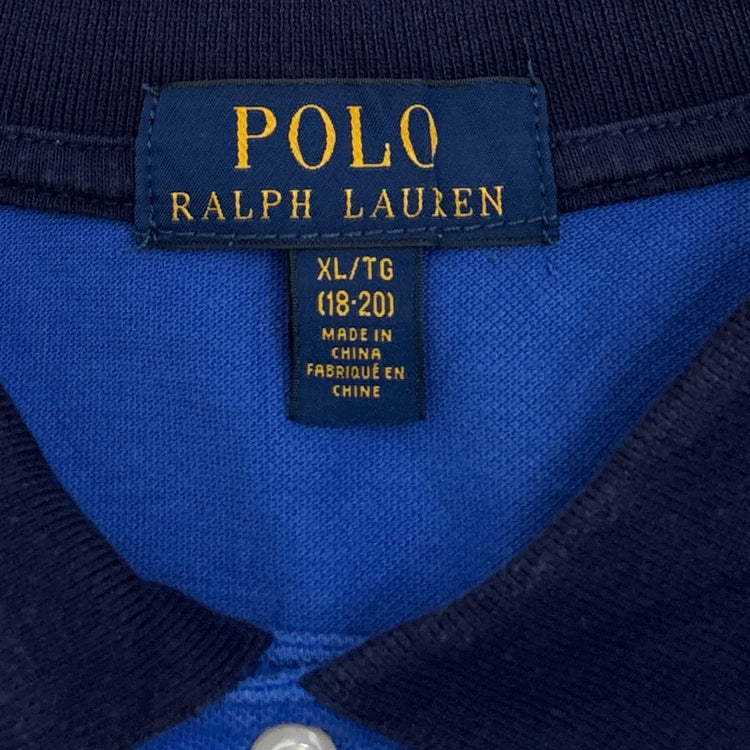 POLO
RALPH LAUREN
XL/TG
(18-20)
MADE IN
CHINA
FABRIQUÉ EN
CHINE